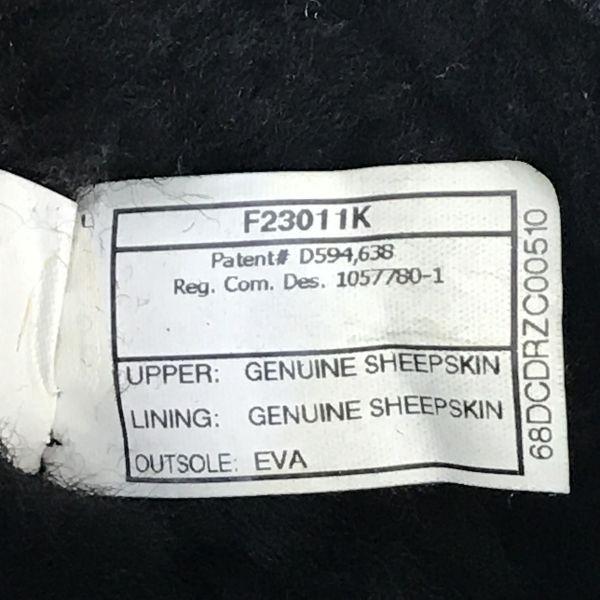 F23011K
Patent# D594,638
Reg. Com. Des. 1057780-1
UPPER: GENUINE SHEEPSKIN
LINING: GENUINE SHEEPSKIN
OUTSOLE: EVA
68DCDRZC00510